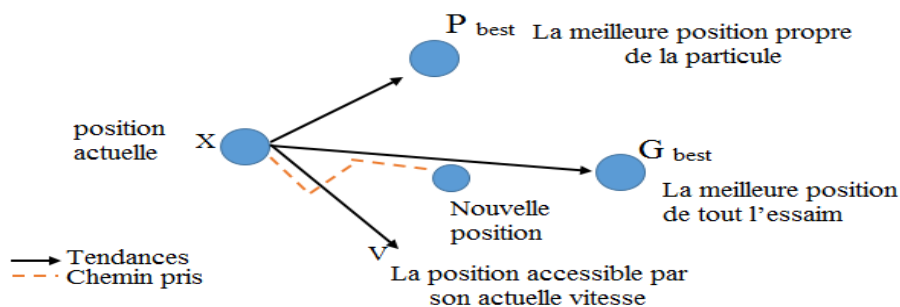 P best
La meilleure position propre
de la particule
position
actuelle
X
G best
La meilleure position
de tout l'essaim
Nouvelle
position
V
La position accessible par
son actuelle vitesse
Tendances
Chemin pris